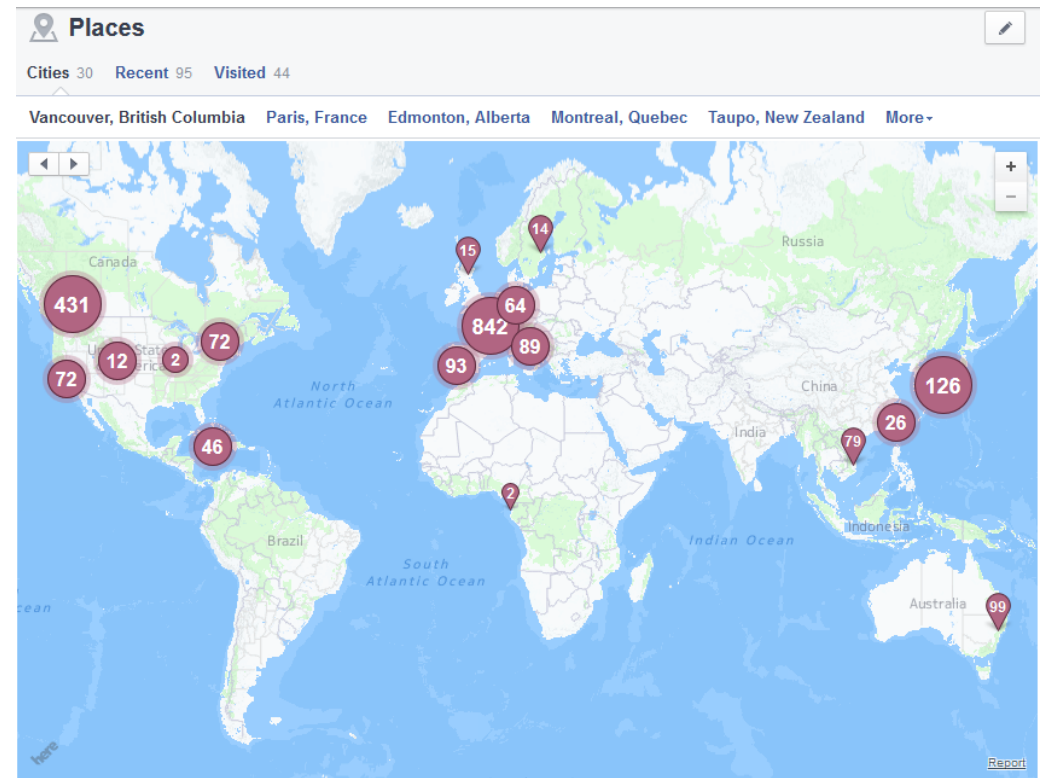 Places
Cities 30 Recent 95 Visited 44
Vancouver, British Columbia Paris, France Edmonton, Alberta Montreal, Quebec Taupo, New Zealand More
+
−
14
15
Russia
Canada
431
64
842
72
89
12
2
93
72
126
China
North
Atlantic Ocean
26
India
79
46
2
Indonesia
Brazil
Indian Ocean
South
Atlantic Ocean
Australia
99
cean
here
Report